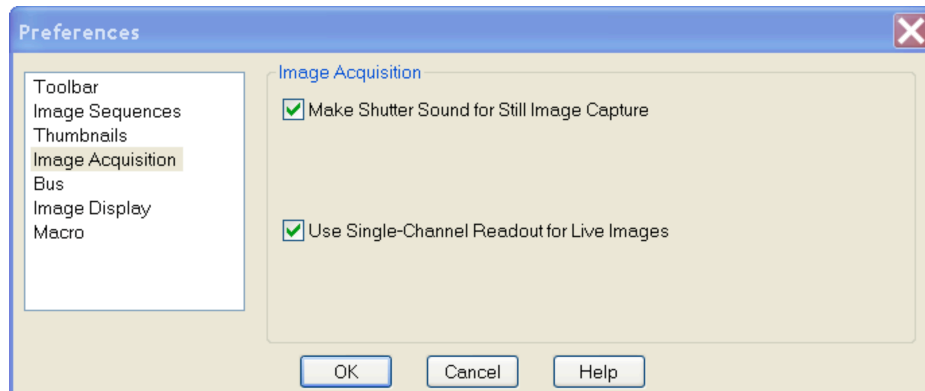 Preferences
Toolbar
Image Sequences
Thumbnails
Image Acquisition
Bus
Image Display
Macro
Image Acquisition
Make Shutter Sound for Still Image Capture
Use Single-Channel Readout for Live Images
OK
Cancel
Help